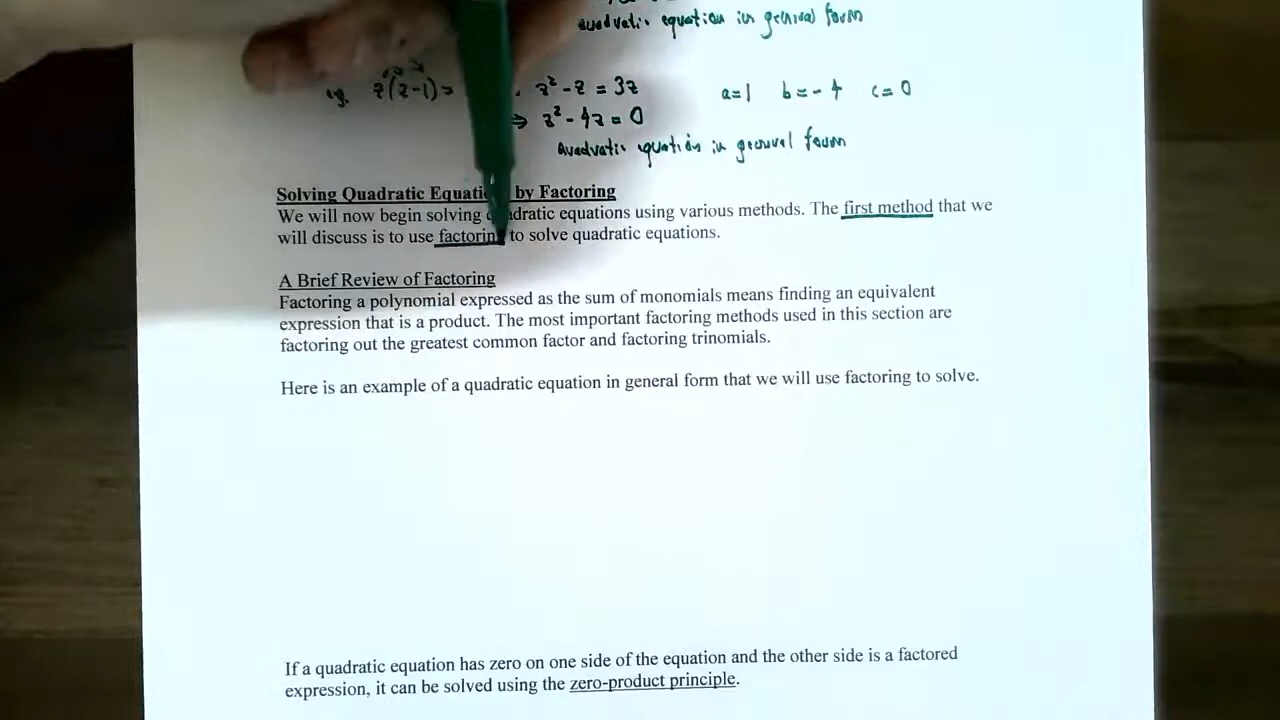 Quadratic equation in general form
eg. z(z-1)= z² - z = 3z a=1 b=-4 c=0
⇒ z² - 4z = 0
Quadratic equation in general form
Solving Quadratic by Factoring
We will now begin solving equations using various methods. The first method that we
will discuss is to use factoring to solve quadratic equations.
A Brief Review of Factoring
Factoring a polynomial expressed as the sum of monomials means finding an equivalent
expression that is a product. The most important factoring methods used in this section are
factoring out the greatest common factor and factoring trinomials.
Here is an example of a quadratic equation in general form that we will use factoring to solve.
If a quadratic equation has zero on one side of the equation and the other side is a factored
expression, it can be solved using the zero-product principle.